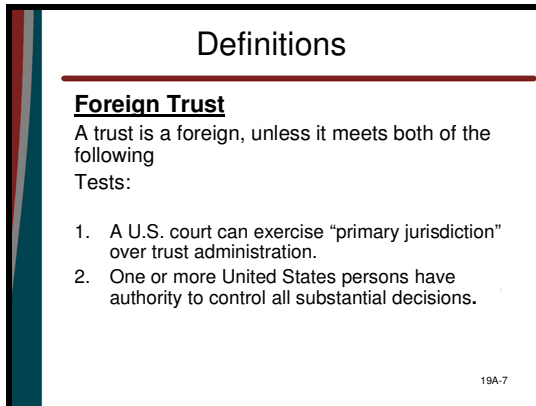 Definitions
Foreign Trust
A trust is a foreign, unless it meets both of the
following
Tests:
1. A U.S. court can exercise “primary jurisdiction”
over trust administration.
2. One or more United States persons have
authority to control all substantial decisions.
19A-7